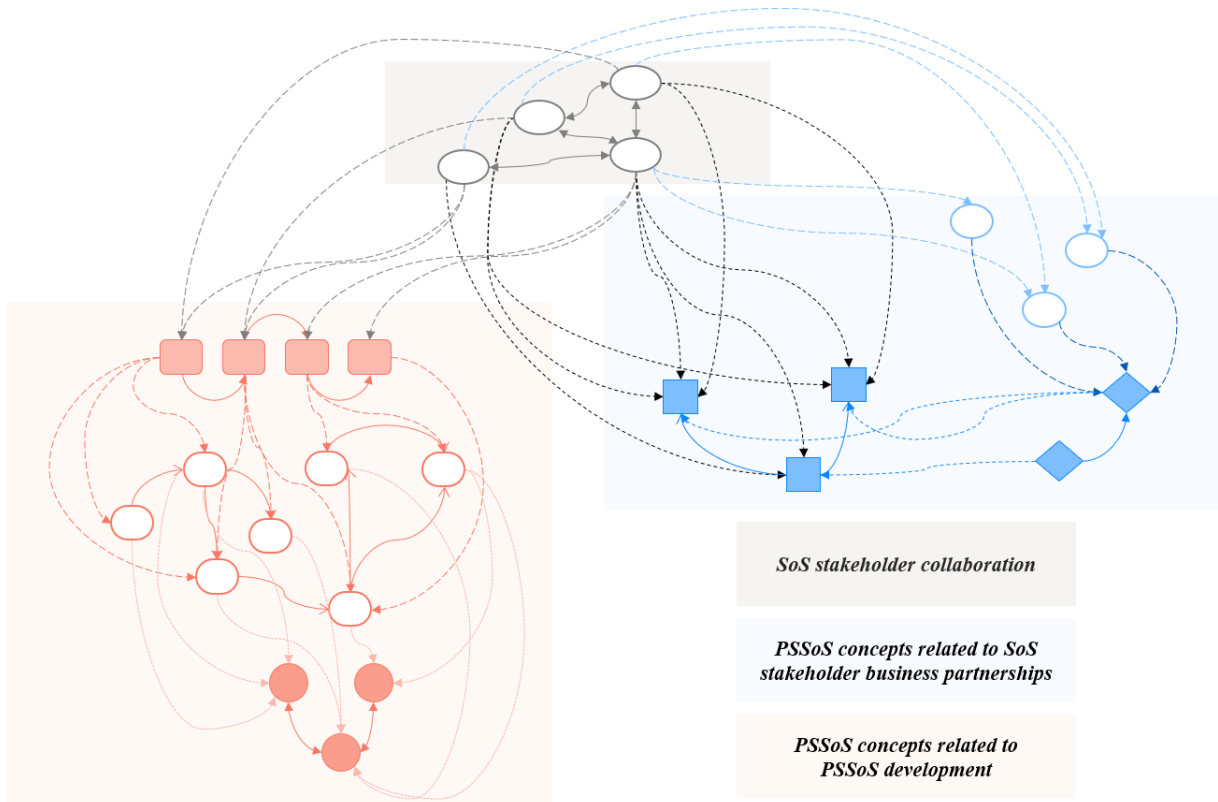 SoS stakeholder collaboration
PSSoS concepts related to SoS
stakeholder business partnerships
PSSoS concepts related to
PSSoS development